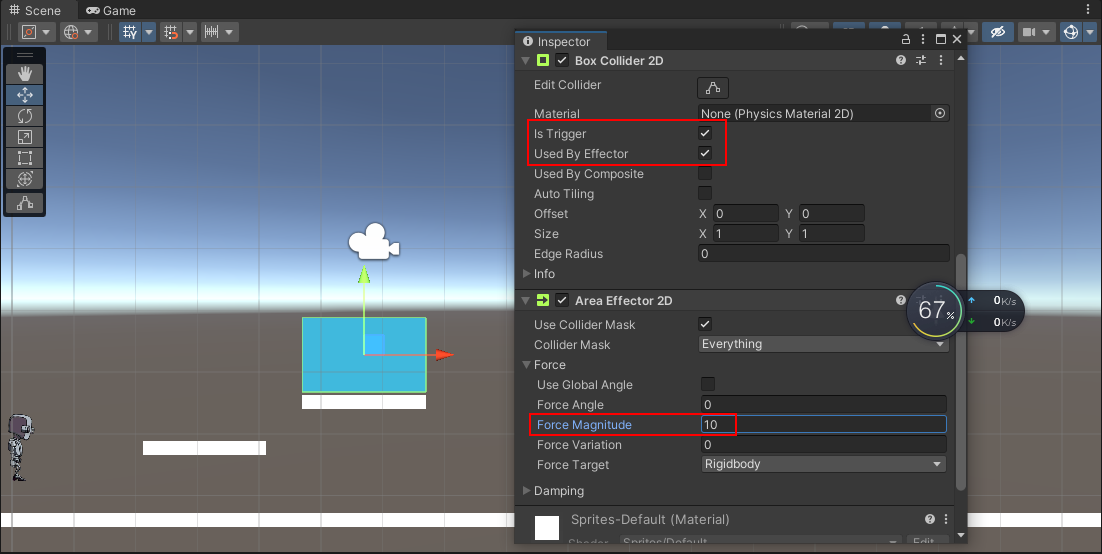 Scene Game
Inspector
Box Collider 2D
Edit Collider
Material None (Physics Material 2D)
Is Trigger
Used By Effector
Used By Composite
Auto Tiling
Offset X 0 Y 0
Size X 1 Y 1
Edge Radius 0
Info
Area Effector 2D
67% 0K/s
0K/s
Use Collider Mask
Collider Mask Everything
Force
Use Global Angle
Force Angle 0
Force Magnitude 10
Force Variation 0
Force Target Rigidbody
Damping
Sprites-Default (Material)
Shader Sprites/Default Edit